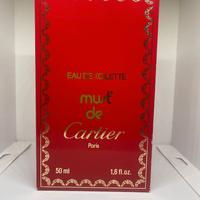 EAU DE TOILETTE
must
de
Cartier
Paris
50 ml 1,6 fl.oz.